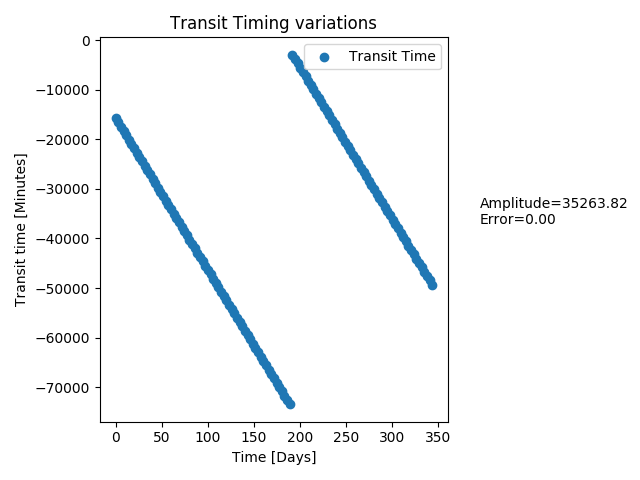 Transit Timing variations
Transit Time
0
−10000
−20000
−30000
−40000
−50000
−60000
−70000
Transit time [Minutes]
0 50 100 150 200 250 300 350
Time [Days]
Amplitude=35263.82
Error=0.00